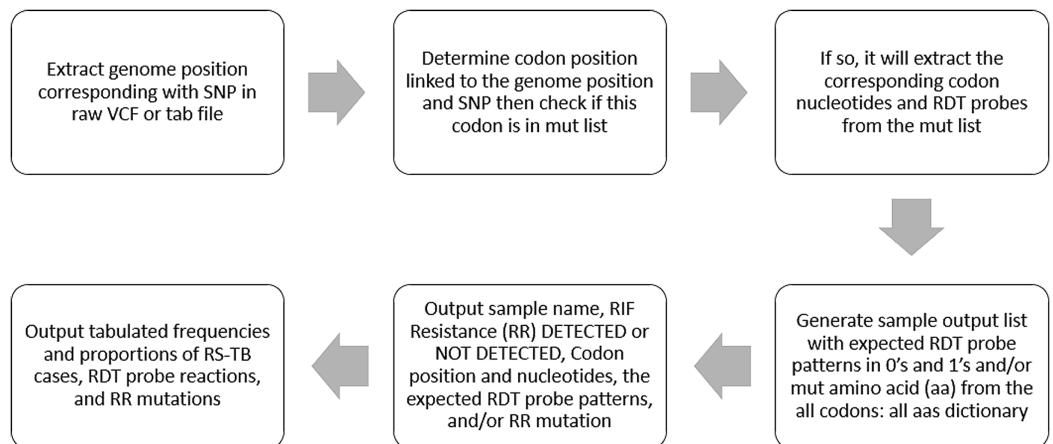 Extract genome position
corresponding with SNP in
raw VCF or tab file
Determine codon position
linked to the genome position
and SNP then check if this
codon is in mut list
If so, it will extract the
corresponding codon
nucleotides and RDT probes
from the mut list
Generate sample output list
with expected RDT probe
patterns in 0’s and 1’s and/or
mut amino acid (aa) from the
all codons: all aas dictionary
Output sample name, RIF
Resistance (RR) DETECTED or
NOT DETECTED, Codon
position and nucleotides, the
expected RDT probe patterns,
and/or RR mutation
Output tabulated frequencies
and proportions of RS-TB
cases, RDT probe reactions,
and RR mutations